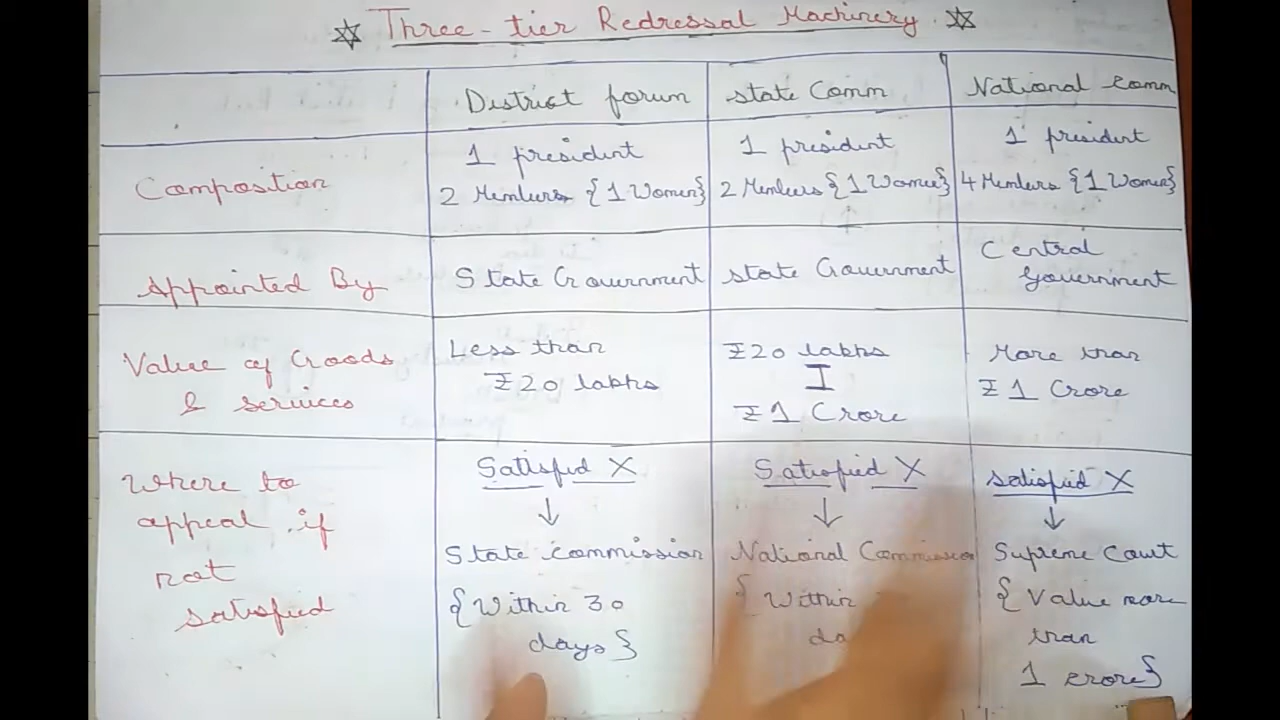 ☆ Three-tier Redressal Machinery ☆
District forum
state Comm
National Comm
Composition
1 president
2 Members {1 Women}
1 president
2 Members {1 Women}
1 president
4 Members {1 Women}
Appointed By
State Government
state Government
Central
Government
Value of Goods
& services
Less than
₹20 lakhs
₹20 lakhs
I
₹1 Crore
More than
₹1 Crore
Where to
appeal if
not
satisfied
Satisfied X
↓
State commission
{Within 30
days}
Satisfied X
↓
National Commission
{Within
satisfied X
↓
Supreme Court
{Value more
than
1 crore}